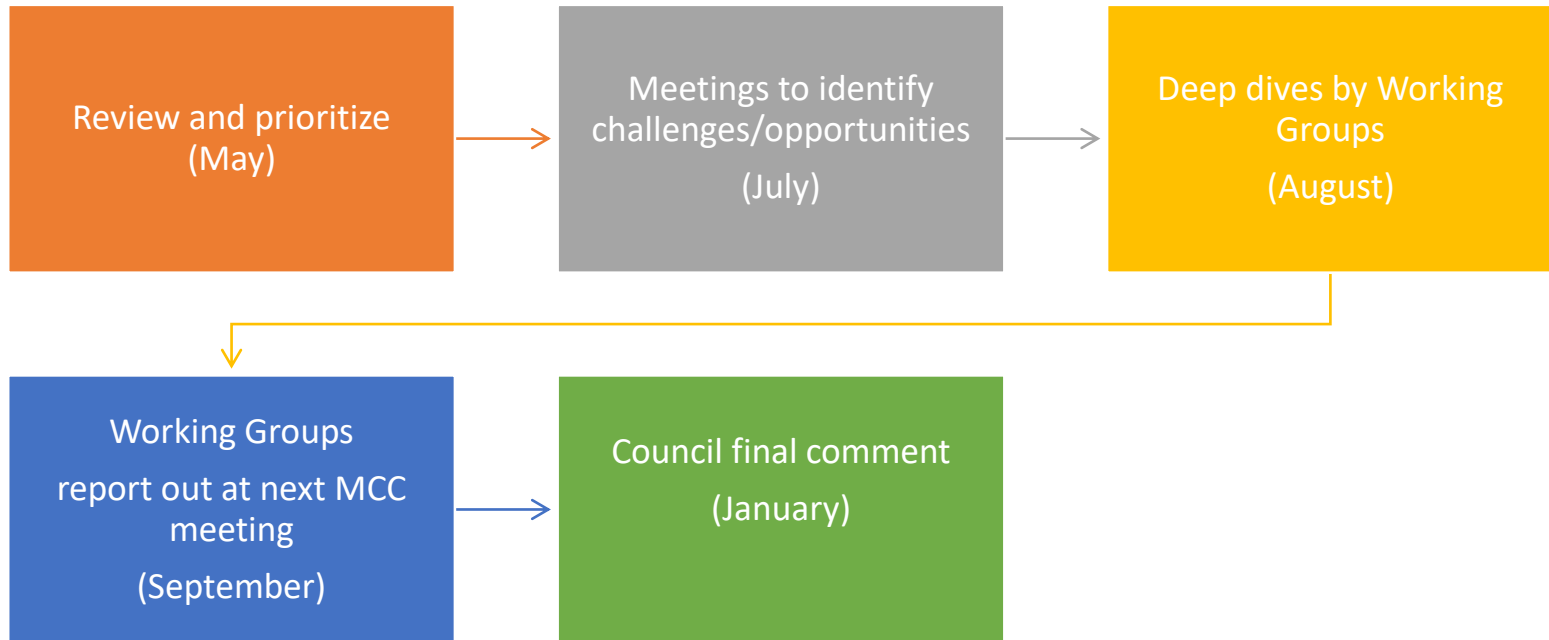 Review and prioritize
(May)
Meetings to identify
challenges/opportunities
(July)
Deep dives by Working
Groups
(August)
Working Groups
report out at next MCC
meeting
(September)
Council final comment
(January)